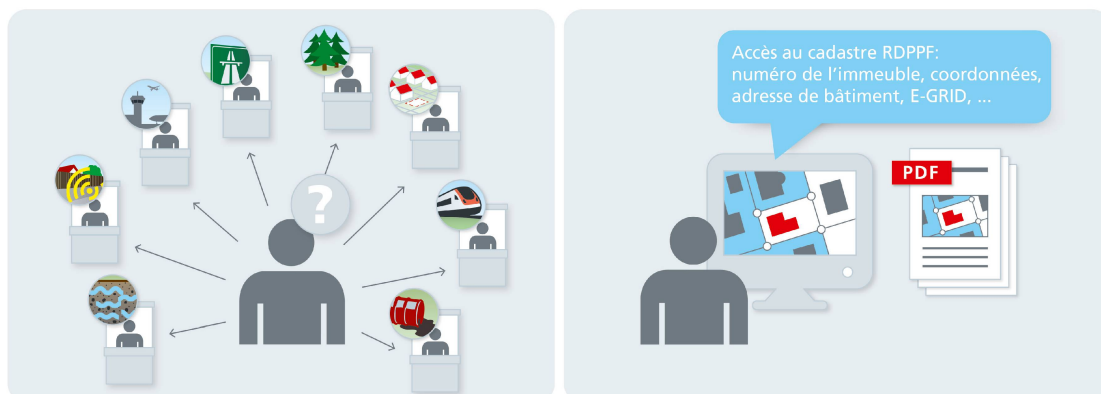 ?
Accès au cadastre RDPPF:
numéro de l'immeuble, coordonnées,
adresse de bâtiment, E-GRID, ...
PDF